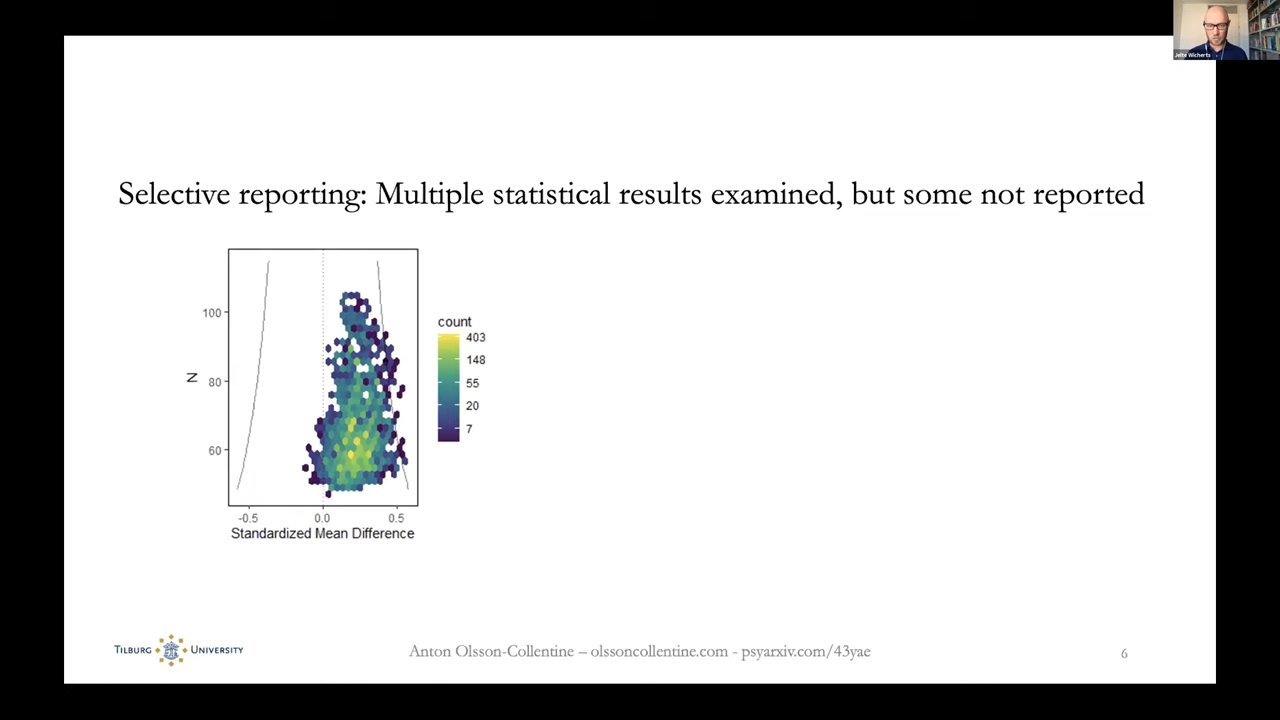 Jelte Wicherts
Selective reporting: Multiple statistical results examined, but some not reported
N
100
80
60
-0.5
0.0
0.5
Standardized Mean Difference
count
403
148
55
20
7
TILBURG UNIVERSITY
Anton Olsson-Collentine – olssoncollentine.com - psyarxiv.com/43yae
6